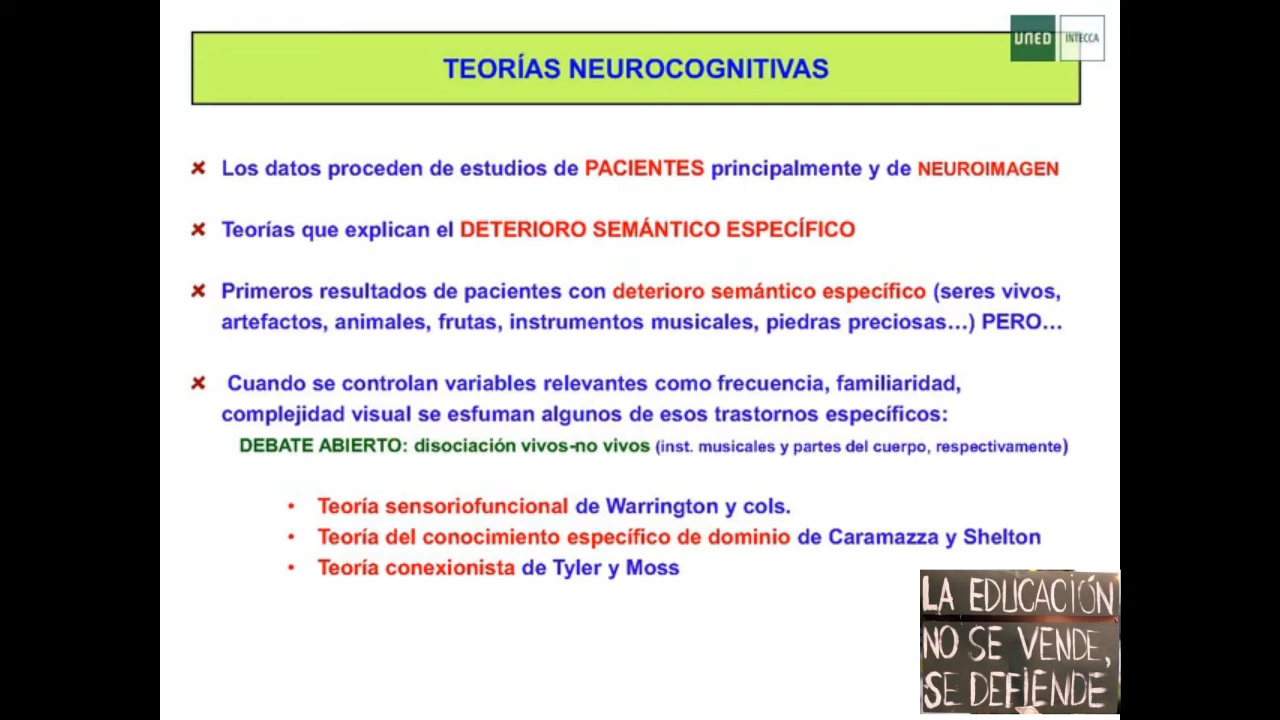 UNED INTECCA
TEORÍAS NEUROCOGNITIVAS
Los datos proceden de estudios de PACIENTES principalmente y de NEUROIMAGEN
Teorías que explican el DETERIORO SEMÁNTICO ESPECÍFICO
Primeros resultados de pacientes con deterioro semántico específico (seres vivos,
artefactos, animales, frutas, instrumentos musicales, piedras preciosas...) PERO...
Cuando se controlan variables relevantes como frecuencia, familiaridad,
complejidad visual se esfuman algunos de esos trastornos específicos:
DEBATE ABIERTO: disociación vivos-no vivos (inst. musicales y partes del cuerpo, respectivamente)
• Teoría sensoriofuncional de Warrington y cols.
• Teoría del conocimiento específico de dominio de Caramazza y Shelton
• Teoría conexionista de Tyler y Moss
LA EDUCACIÓN
NO SE VENDE,
SE DEFIENDE